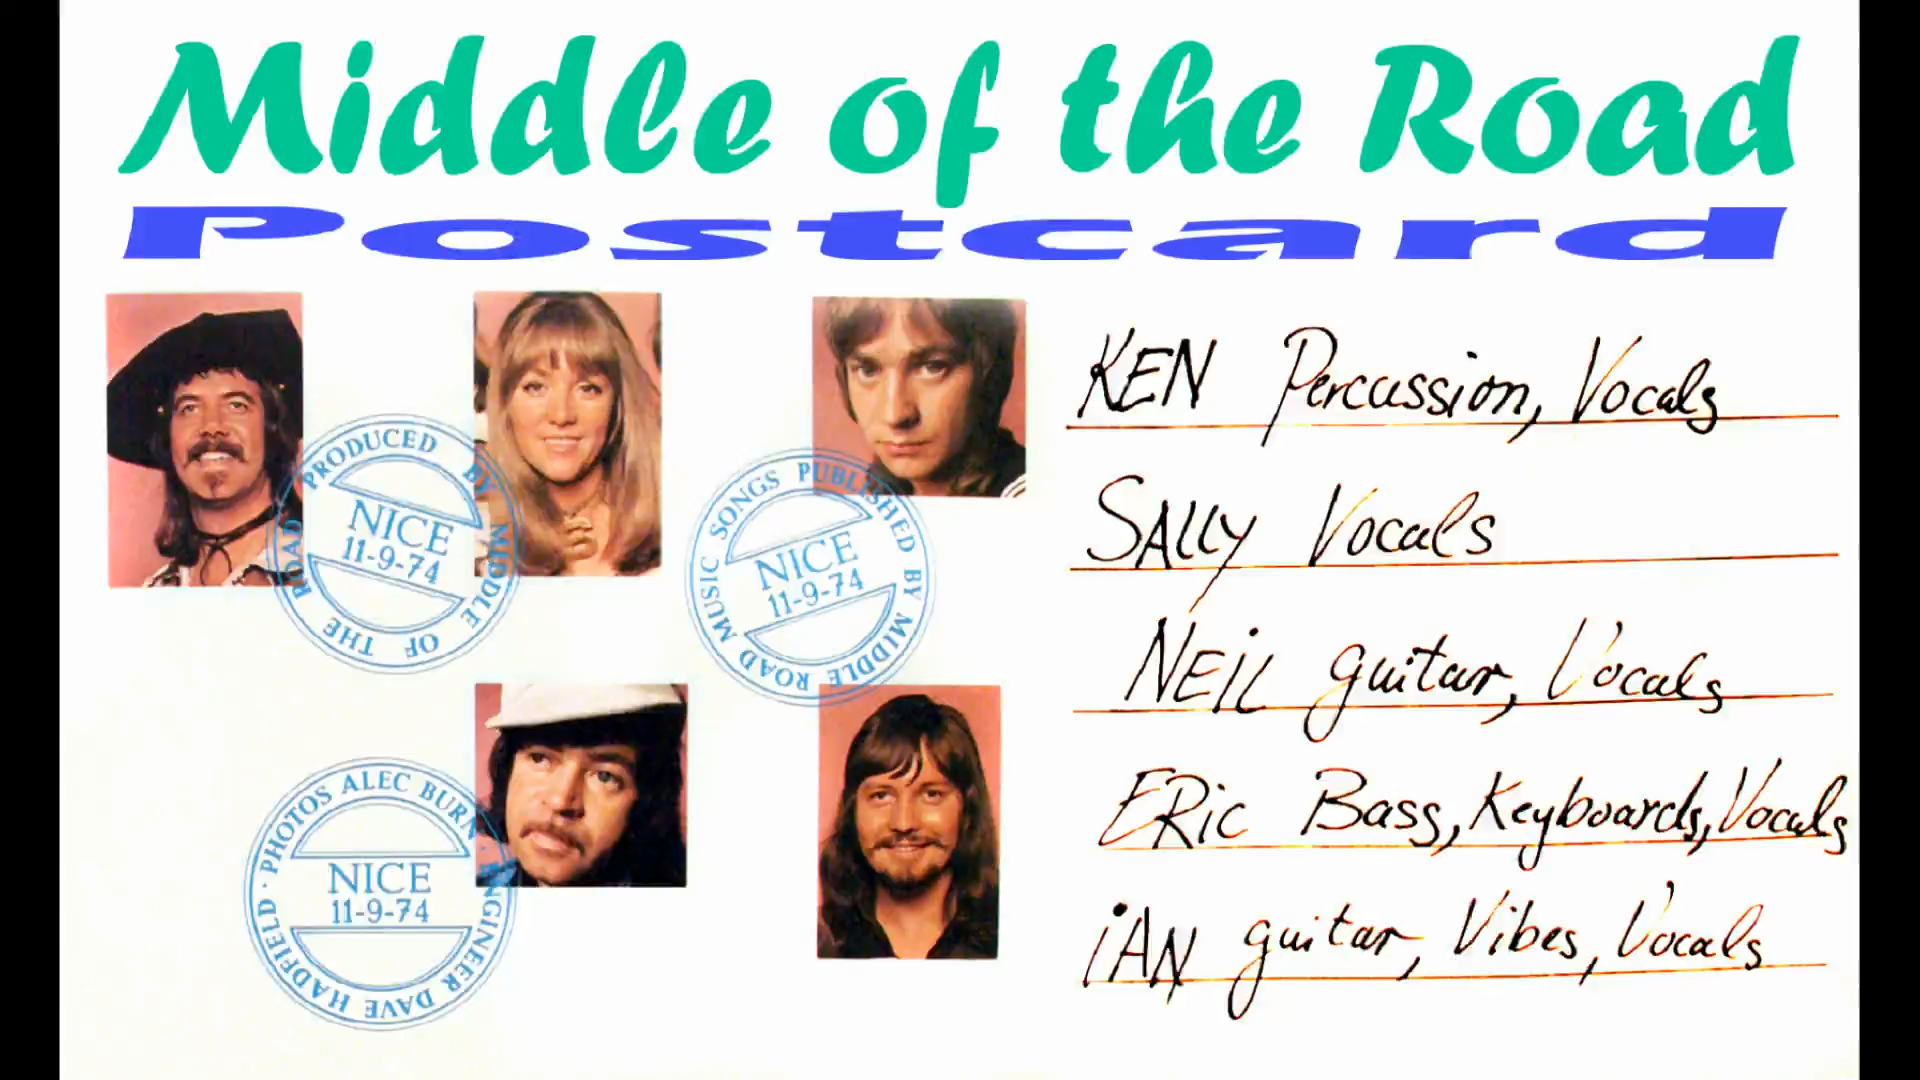 Middle of the Road
Postcard
KEN Percussion, Vocals
SALLY Vocals
NEIL guitar, Vocals
ERic Bass, Keyboards, Vocals
iAN guitar, Vibes, Vocals
PRODUCED BY MIDDLE OF THE ROAD
NICE
11-9-74
MUSIC SONGS PUBLISHED BY MIDDLE ROAD
NICE
11-9-74
PHOTOS ALEC BURN · ENGINEER DAVE HADFIELD ·
NICE
11-9-74